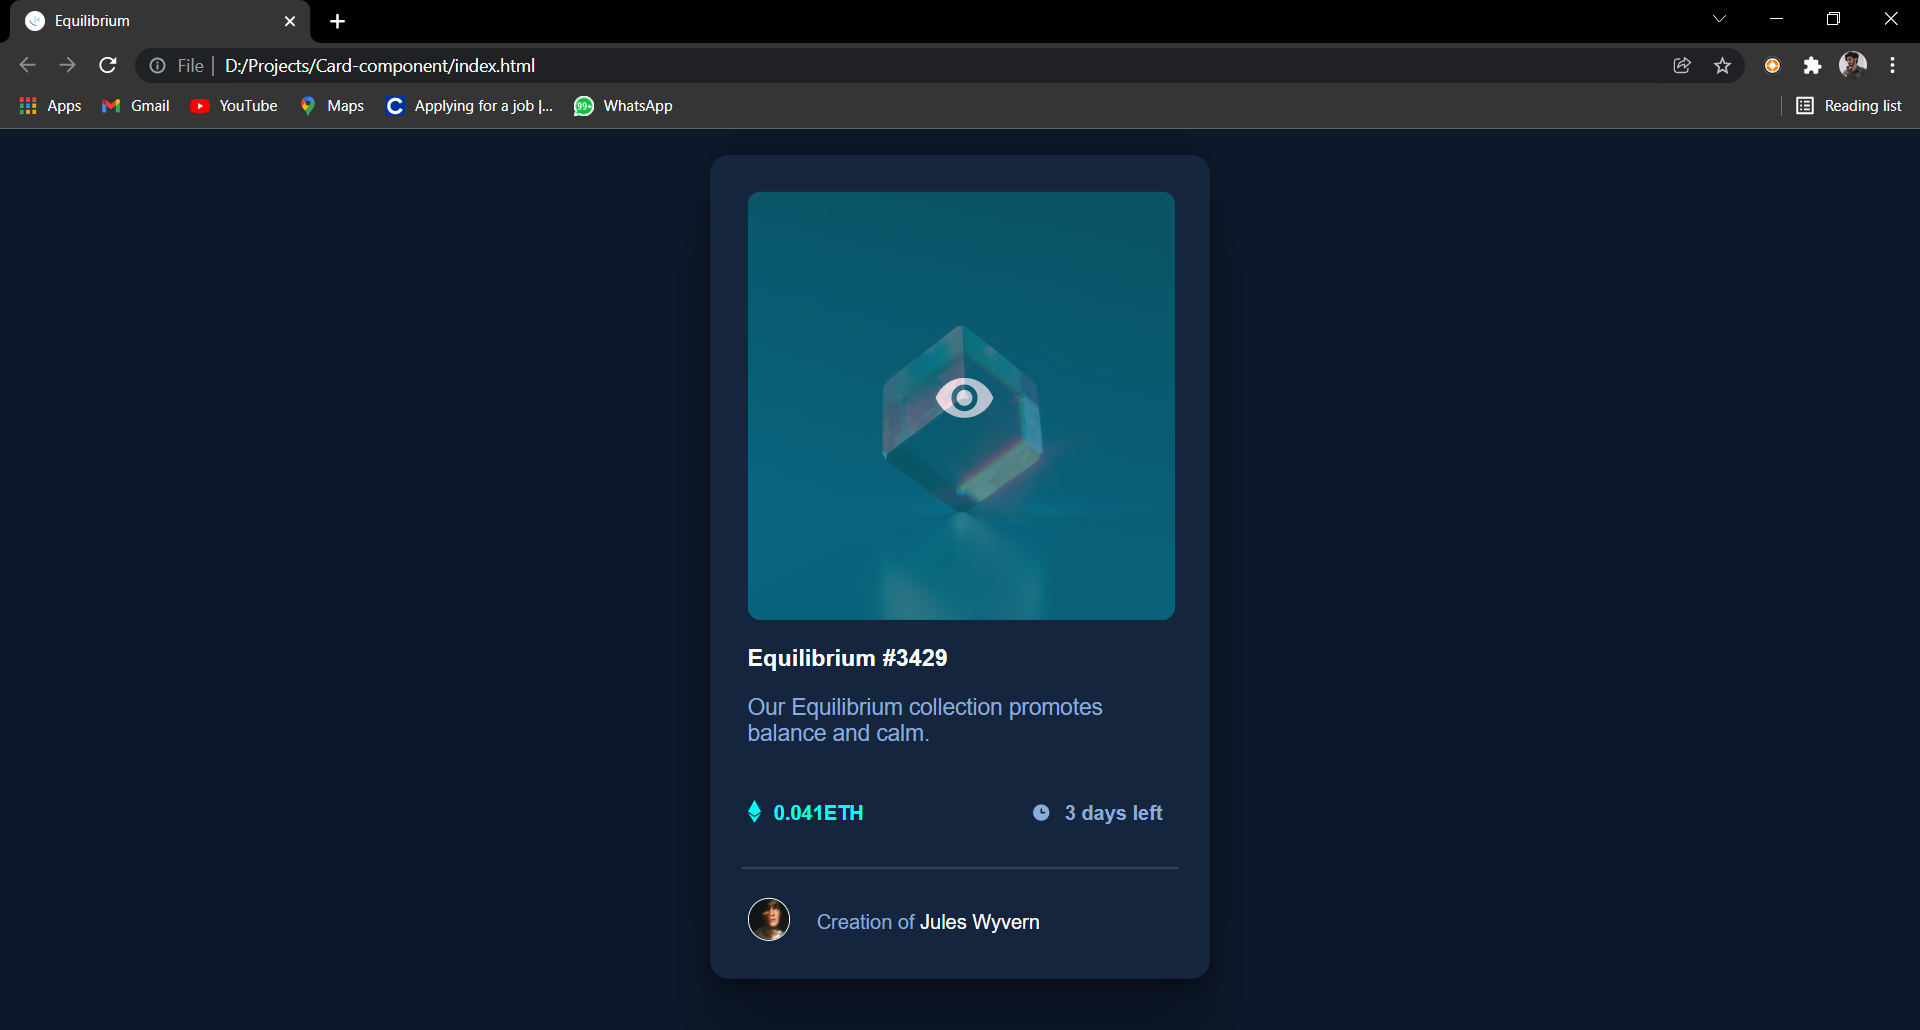 Equilibrium
File | D:/Projects/Card-component/index.html
Apps Gmail YouTube Maps Applying for a job |... 99+ WhatsApp Reading list
Equilibrium #3429
Our Equilibrium collection promotes
balance and calm.
0.041ETH 3 days left
Creation of Jules Wyvern